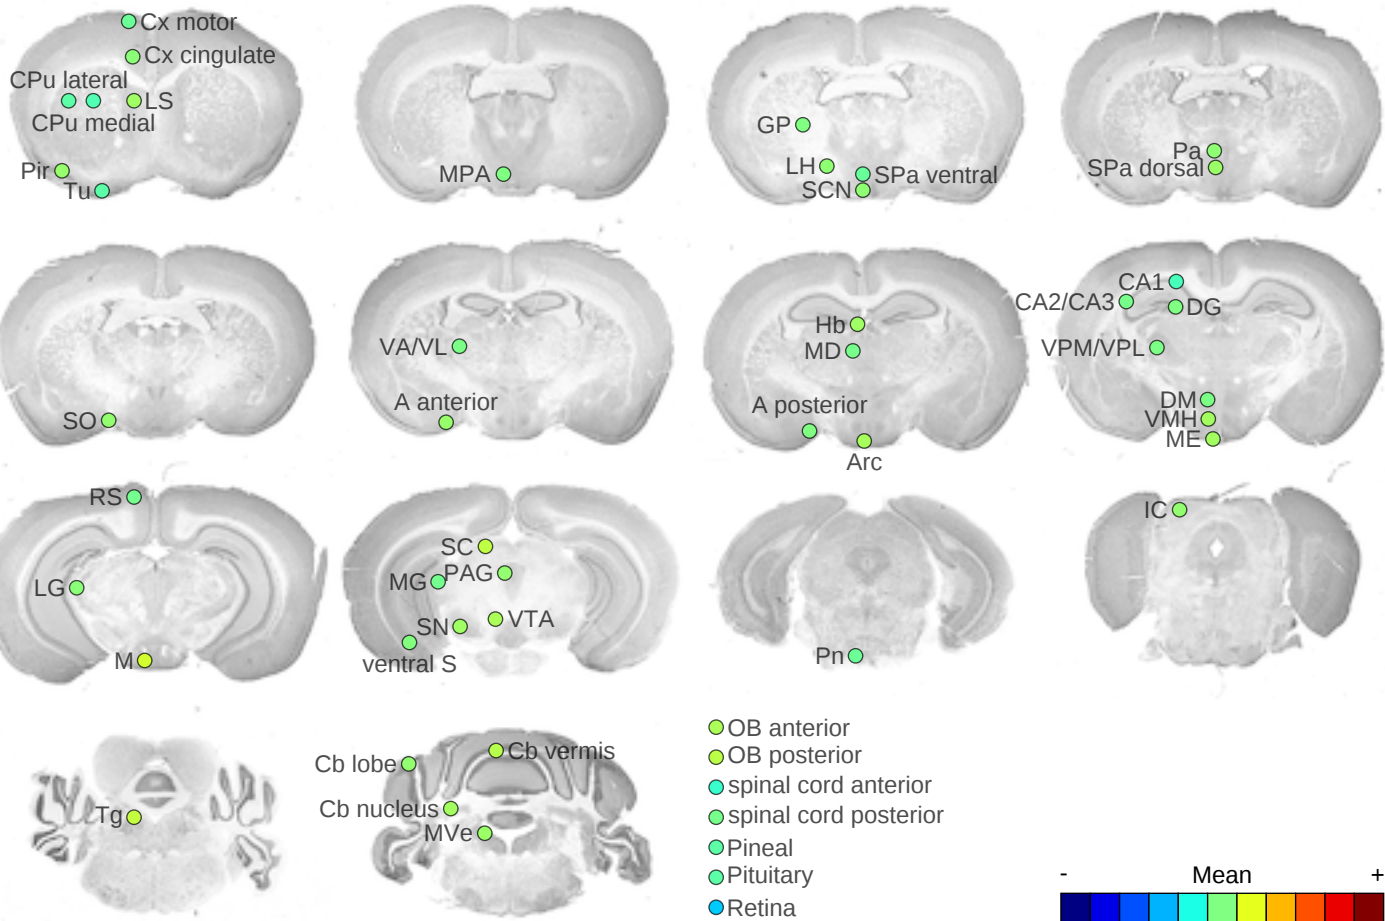 Cx motor
Cx cingulate
CPu lateral
LS
CPu medial
Pir
Tu
MPA
GP
LH
SPa ventral
SCN
Pa
SPa dorsal
SO
VA/VL
A anterior
Hb
MD
A posterior
Arc
CA1
CA2/CA3
DG
VPM/VPL
DM
VMH
ME
RS
LG
M
SC
MG
PAG
SN
VTA
ventral S
Pn
IC
Tg
Cb lobe
Cb vermis
Cb nucleus
MVe
OB anterior
OB posterior
spinal cord anterior
spinal cord posterior
Pineal
Pituitary
Retina
- Mean +